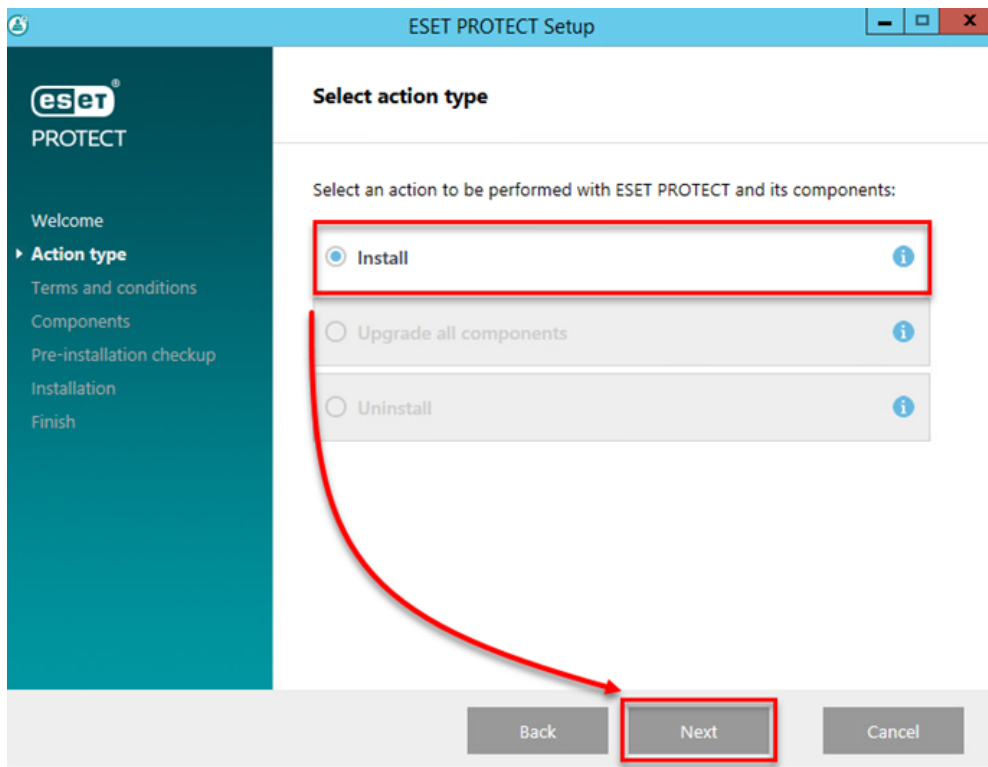 ESET PROTECT Setup
eseT®
PROTECT
Welcome
Action type
Terms and conditions
Components
Pre-installation checkup
Installation
Finish
Select action type
Select an action to be performed with ESET PROTECT and its components:
Install
Upgrade all components
Uninstall
Back
Next
Cancel